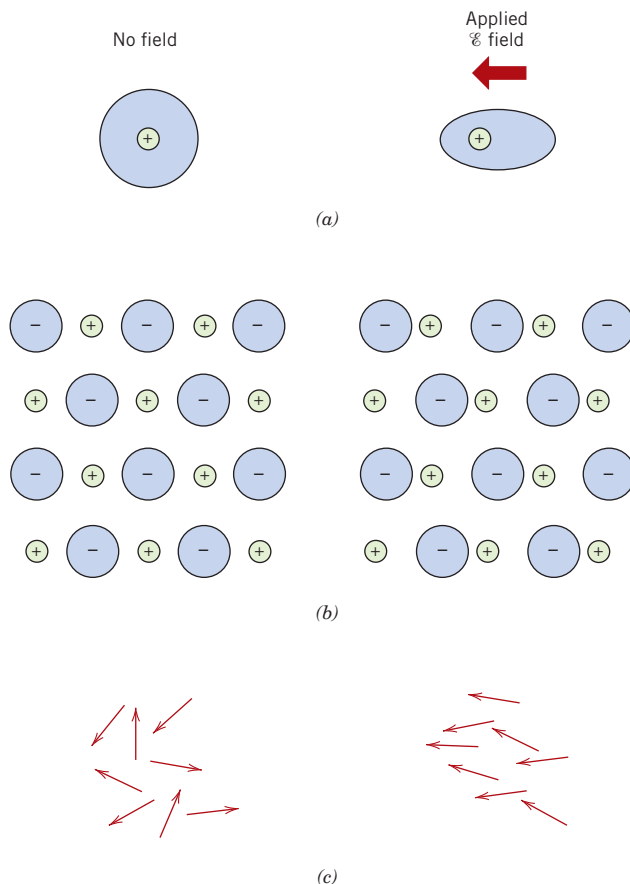 No field
Applied
ℰ field
+ +
(a)
− + − + − − + − + −
+ − + − + + − + − +
− + − + − − + − + −
+ − + − + + − + − +
(b)
(c)